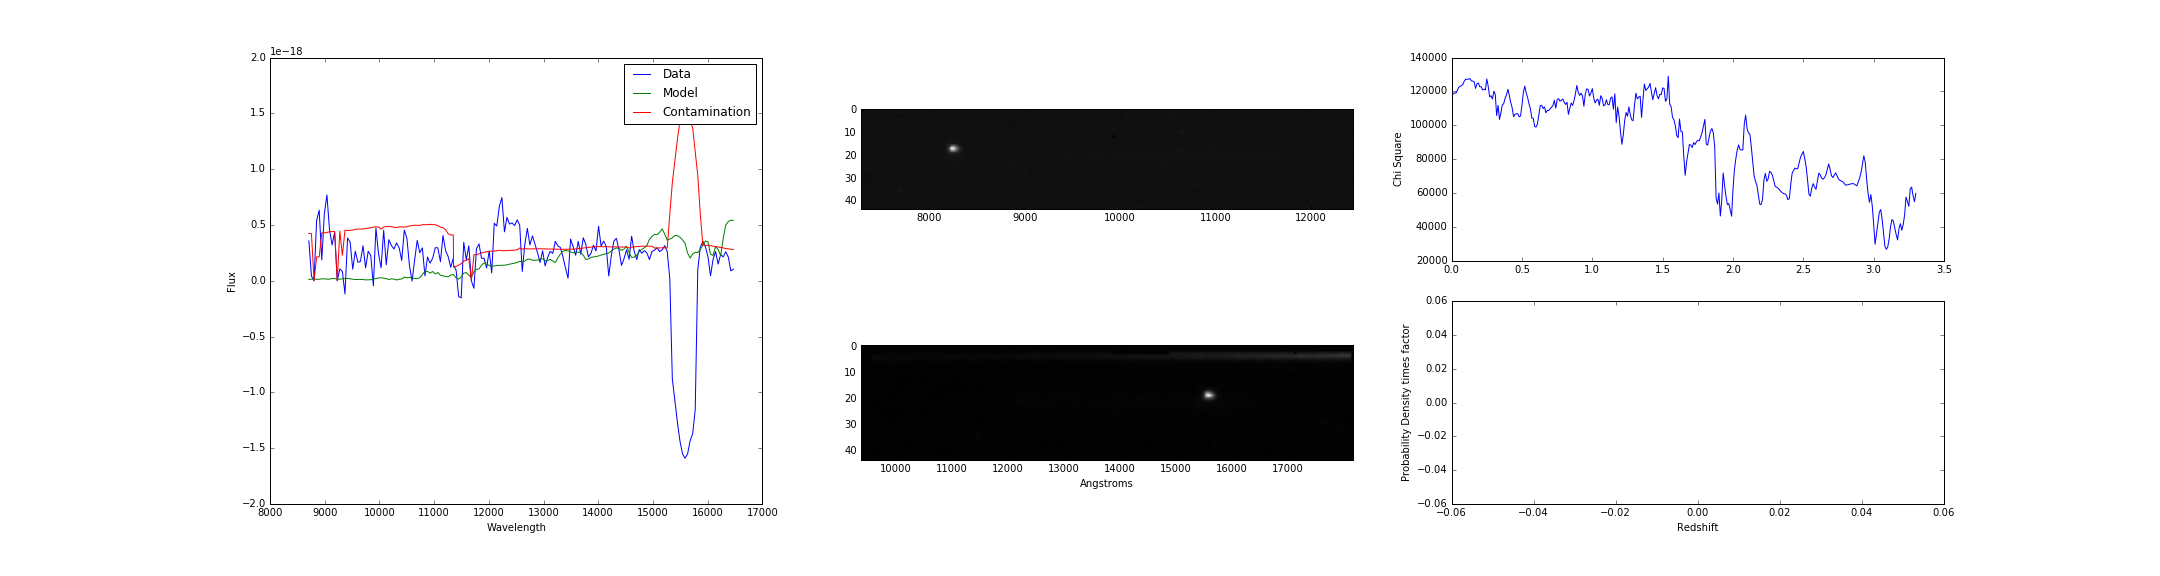 1e−18
2.0
1.5
1.0
0.5
0.0
−0.5
−1.0
−1.5
−2.0
Flux
8000 9000 10000 11000 12000 13000 14000 15000 16000 17000
Wavelength
Data
Model
Contamination
0
10
20
30
40
8000 9000 10000 11000 12000
0
10
20
30
40
10000 11000 12000 13000 14000 15000 16000 17000
Angstroms
140000
120000
100000
80000
60000
40000
20000
Chi Square
0.0 0.5 1.0 1.5 2.0 2.5 3.0 3.5
0.06
0.04
0.02
0.00
−0.02
−0.04
−0.06
Probability Density times factor
−0.06 −0.04 −0.02 0.00 0.02 0.04 0.06
Redshift